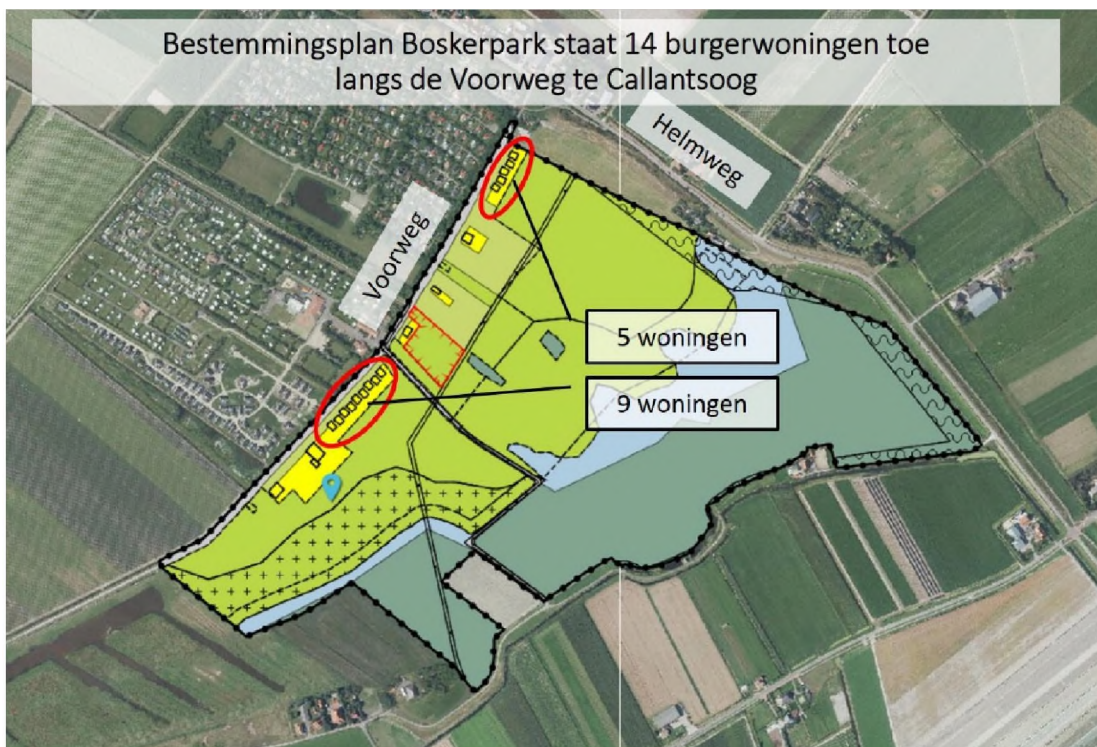 Bestemmingsplan Boskerpark staat 14 burgerwoningen toe
langs de Voorweg te Callantsoog
Helmweg
Voorweg
5 woningen
9 woningen